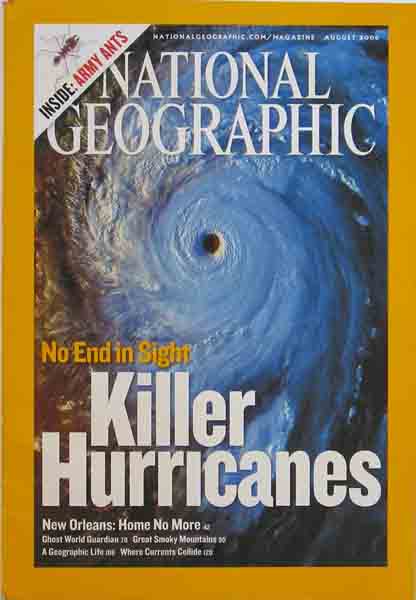 NATIONALGEOGRAPHIC.COM/MAGAZINE AUGUST 2006
INSIDE: ARMY ANTS
NATIONAL
GEOGRAPHIC
No End in Sight
Killer
Hurricanes
New Orleans: Home No More 42
Ghost World Guardian 78 Great Smoky Mountains 90
A Geographic Life 106 Where Currents Collide 120